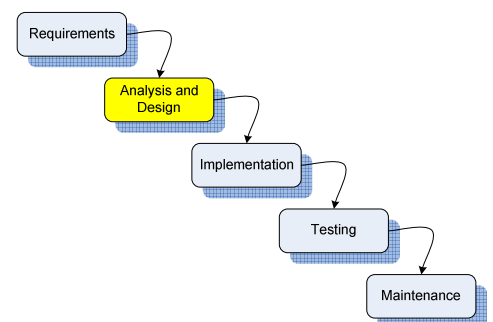 Requirements
Analysis and
Design
Implementation
Testing
Maintenance